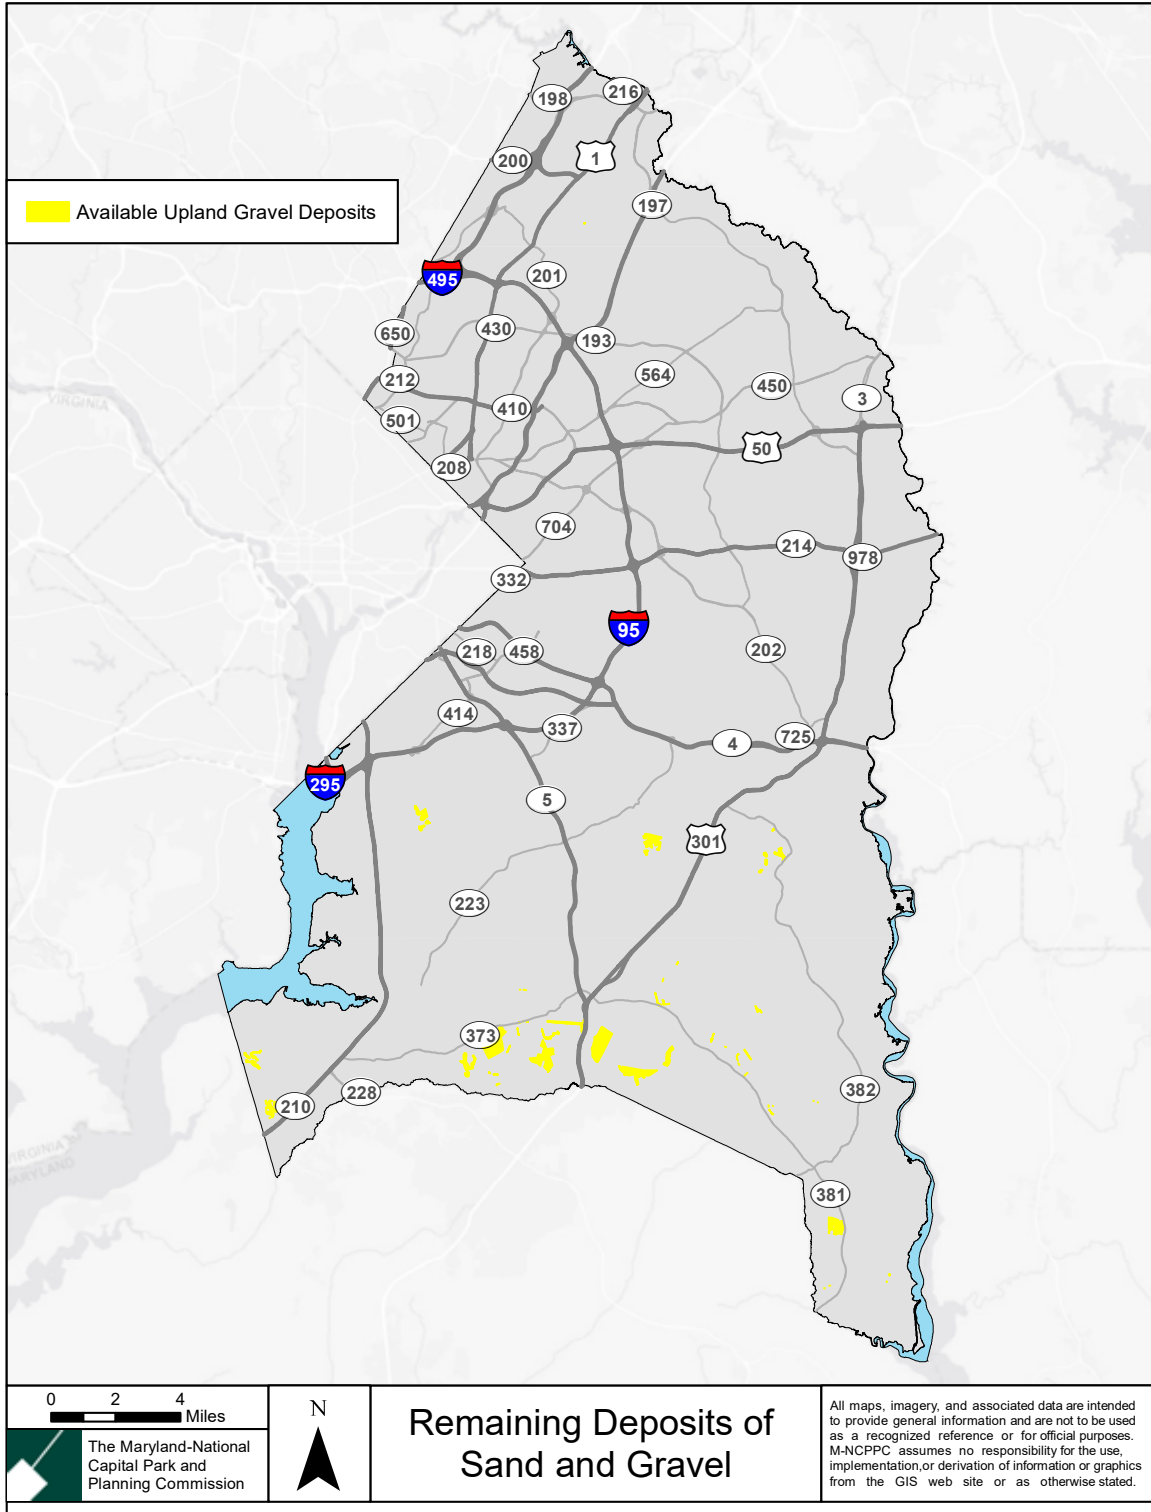 198
216
200
1
197
Available Upland Gravel Deposits
495
201
650
430
193
212
564
450
3
VIRGINIA
501
410
50
208
704
214
978
332
95
218
458
202
414
337
4
725
295
5
301
223
373
382
210
228
VIRGINIA
MARYLAND
381
0 2 4
Miles
The Maryland-National
Capital Park and
Planning Commission
N
Remaining Deposits of
Sand and Gravel
All maps, imagery, and associated data are intended
to provide general information and are not to be used
as a recognized reference or for official purposes.
M-NCPPC assumes no responsibility for the use,
implementation,or derivation of information or graphics
from the GIS web site or as otherwise stated.